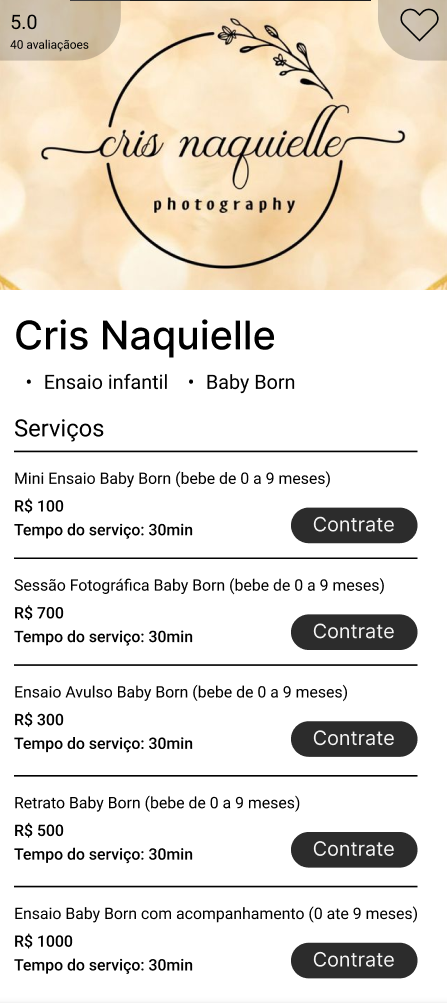 5.0
40 avaliaçãoes
cris naquielle
photography
Cris Naquielle
• Ensaio infantil • Baby Born
Serviços
Mini Ensaio Baby Born (bebe de 0 a 9 meses)
R$ 100
Tempo do serviço: 30min
Contrate
Sessão Fotográfica Baby Born (bebe de 0 a 9 meses)
R$ 700
Tempo do serviço: 30min
Contrate
Ensaio Avulso Baby Born (bebe de 0 a 9 meses)
R$ 300
Tempo do serviço: 30min
Contrate
Retrato Baby Born (bebe de 0 a 9 meses)
R$ 500
Tempo do serviço: 30min
Contrate
Ensaio Baby Born com acompanhamento (0 ate 9 meses)
R$ 1000
Tempo do serviço: 30min
Contrate